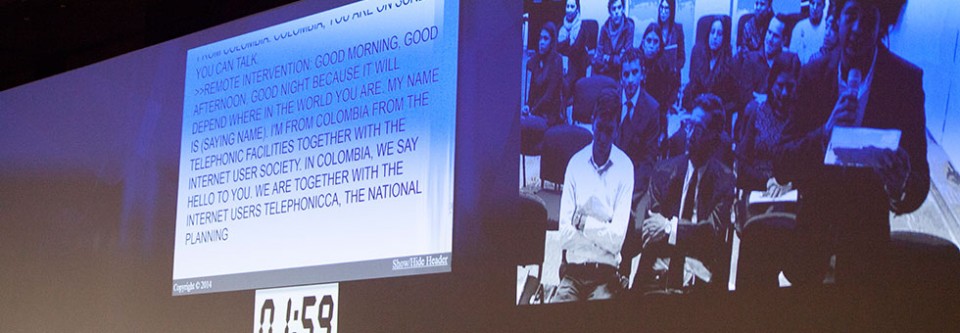 FROM COLOMBIA. COLOMBIA, YOU ARE ON
YOU CAN TALK.
>>REMOTE INTERVENTION: GOOD MORNING, GOOD
AFTERNOON, GOOD NIGHT BECAUSE IT WILL
DEPEND WHERE IN THE WORLD YOU ARE. MY NAME
IS (SAYING NAME). I'M FROM COLOMBIA FROM THE
TELEPHONIC FACILITIES TOGETHER WITH THE
INTERNET USER SOCIETY. IN COLOMBIA, WE SAY
HELLO TO YOU. WE ARE TOGETHER WITH THE
INTERNET USERS TELEPHONICCA, THE NATIONAL
PLANNING
Show/Hide Header
Copyright © 2014
01:59